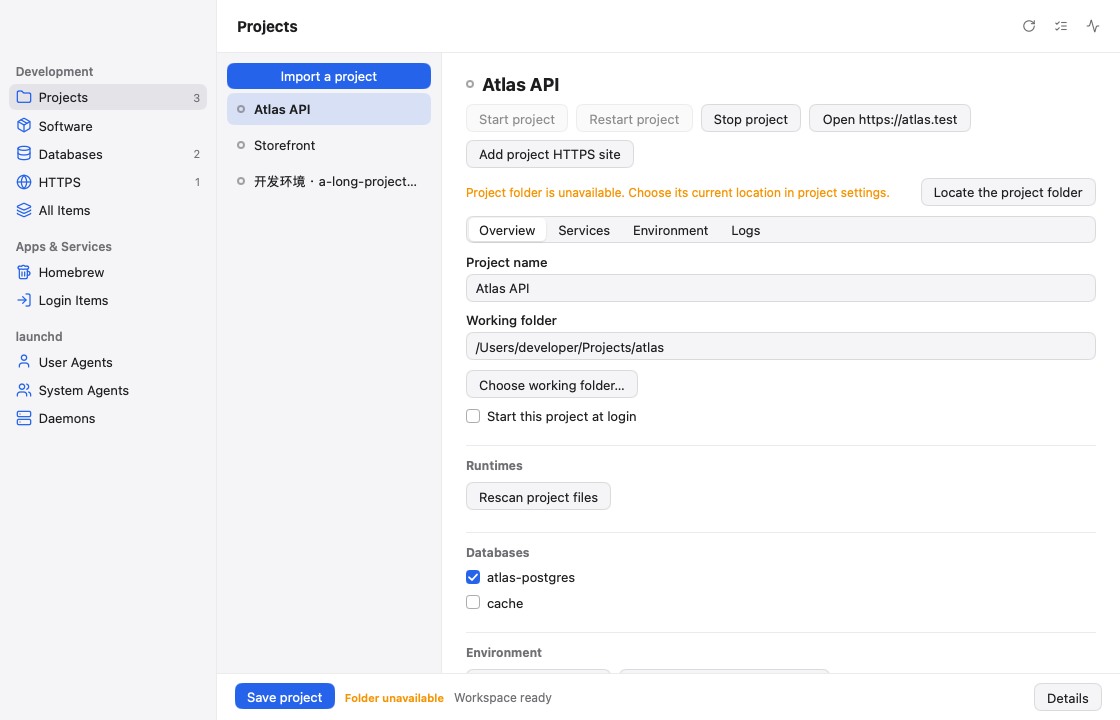 Projects
Development
Projects 3
Software
Databases 2
HTTPS 1
All Items
Apps & Services
Homebrew
Login Items
launchd
User Agents
System Agents
Daemons
Import a project
Atlas API
Storefront
开发环境 · a-long-project...
Atlas API
Start project
Restart project
Stop project
Open https://atlas.test
Add project HTTPS site
Project folder is unavailable. Choose its current location in project settings.
Locate the project folder
Overview
Services
Environment
Logs
Project name
Atlas API
Working folder
/Users/developer/Projects/atlas
Choose working folder...
Start this project at login
Runtimes
Rescan project files
Databases
atlas-postgres
cache
Environment
Save project
Folder unavailable
Workspace ready
Details